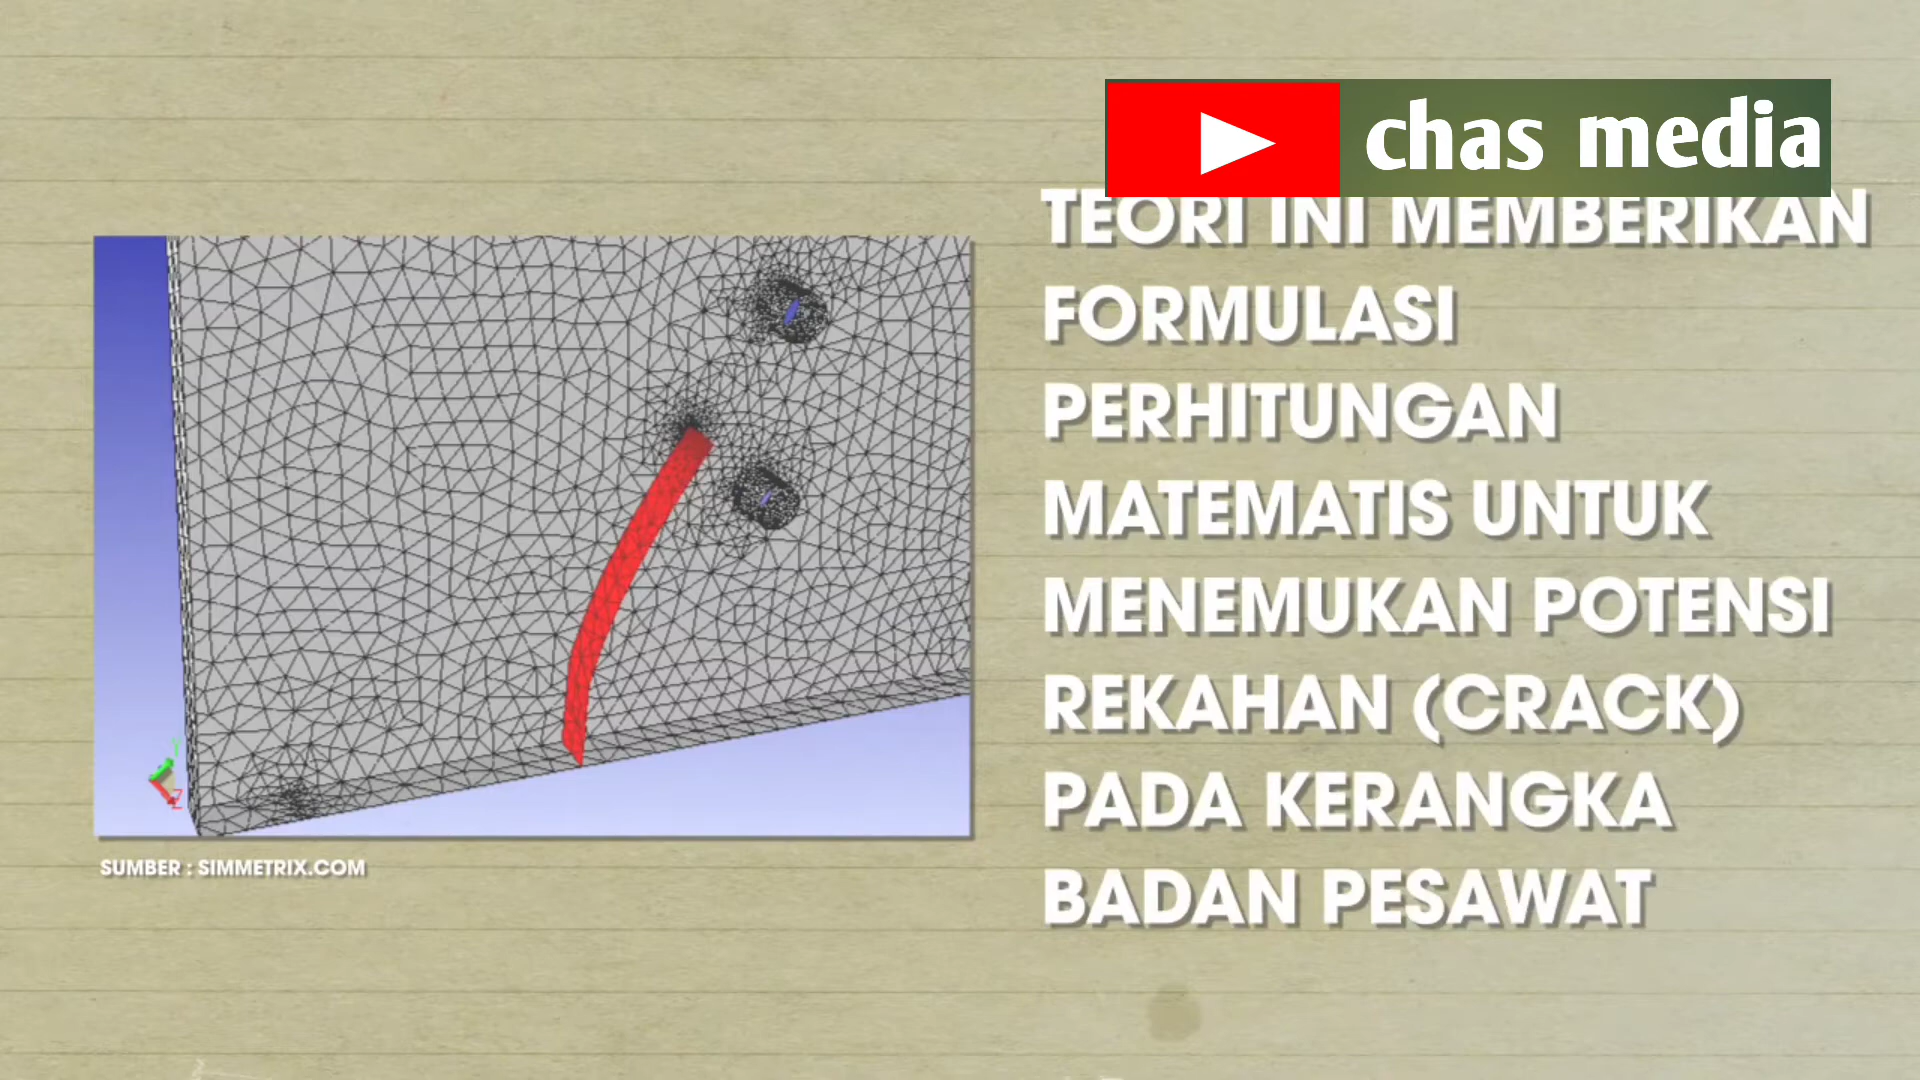 chas media
TEORI INI MEMBERIKAN
FORMULASI
PERHITUNGAN
MATEMATIS UNTUK
MENEMUKAN POTENSI
REKAHAN (CRACK)
PADA KERANGKA
BADAN PESAWAT
Y
Z
SUMBER : SIMMETRIX.COM